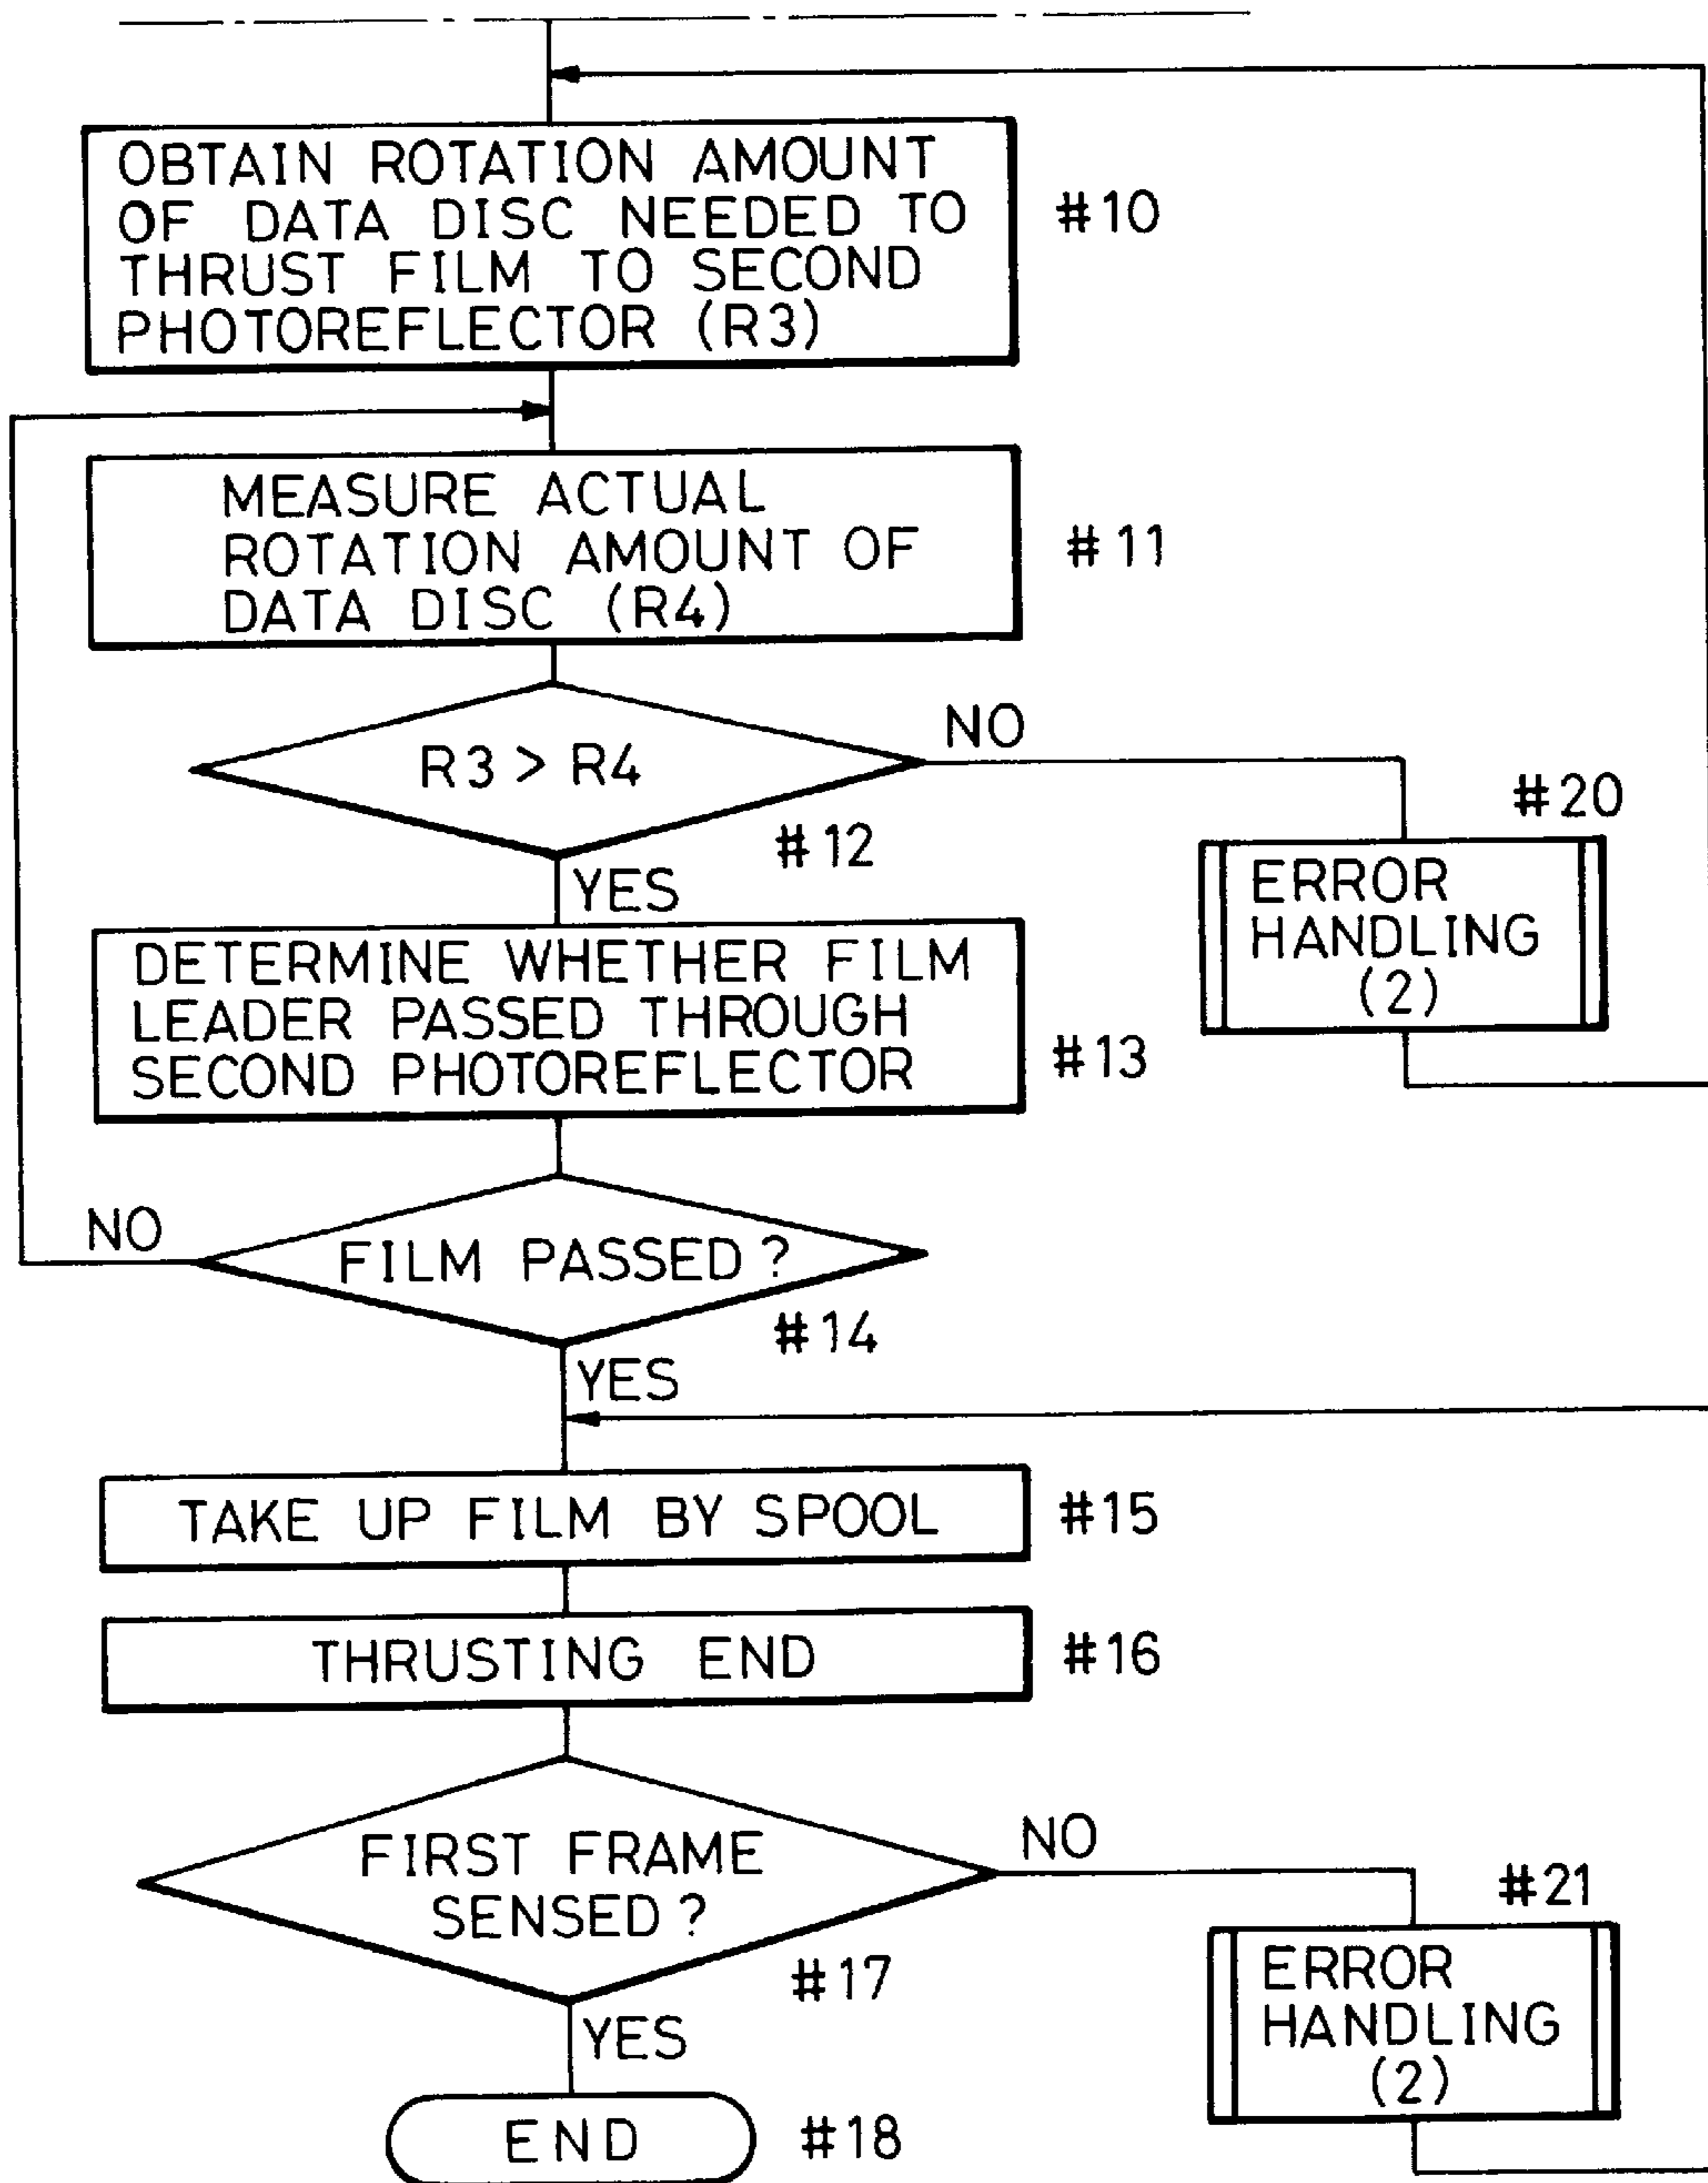 OBTAIN ROTATION AMOUNT
OF DATA DISC NEEDED TO
THRUST FILM TO SECOND
PHOTOREFLECTOR (R3)
#10
MEASURE ACTUAL
ROTATION AMOUNT OF
DATA DISC (R4)
#11
R3 > R4
NO
#12
YES
#20
ERROR
HANDLING
(2)
DETERMINE WHETHER FILM
LEADER PASSED THROUGH
SECOND PHOTOREFLECTOR
#13
NO
FILM PASSED ?
#14
YES
TAKE UP FILM BY SPOOL
#15
THRUSTING END
#16
FIRST FRAME
SENSED ?
NO
#17
YES
#21
ERROR
HANDLING
(2)
END
#18